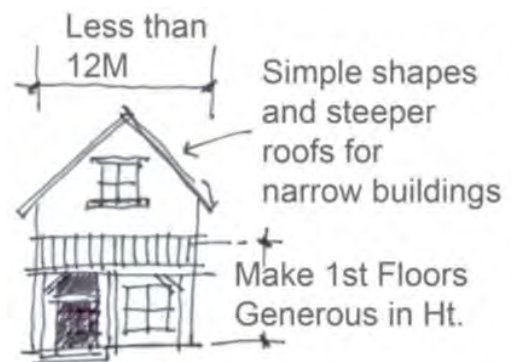 Less than
12M
Simple shapes
and steeper
roofs for
narrow buildings
Make 1st Floors
Generous in Ht.